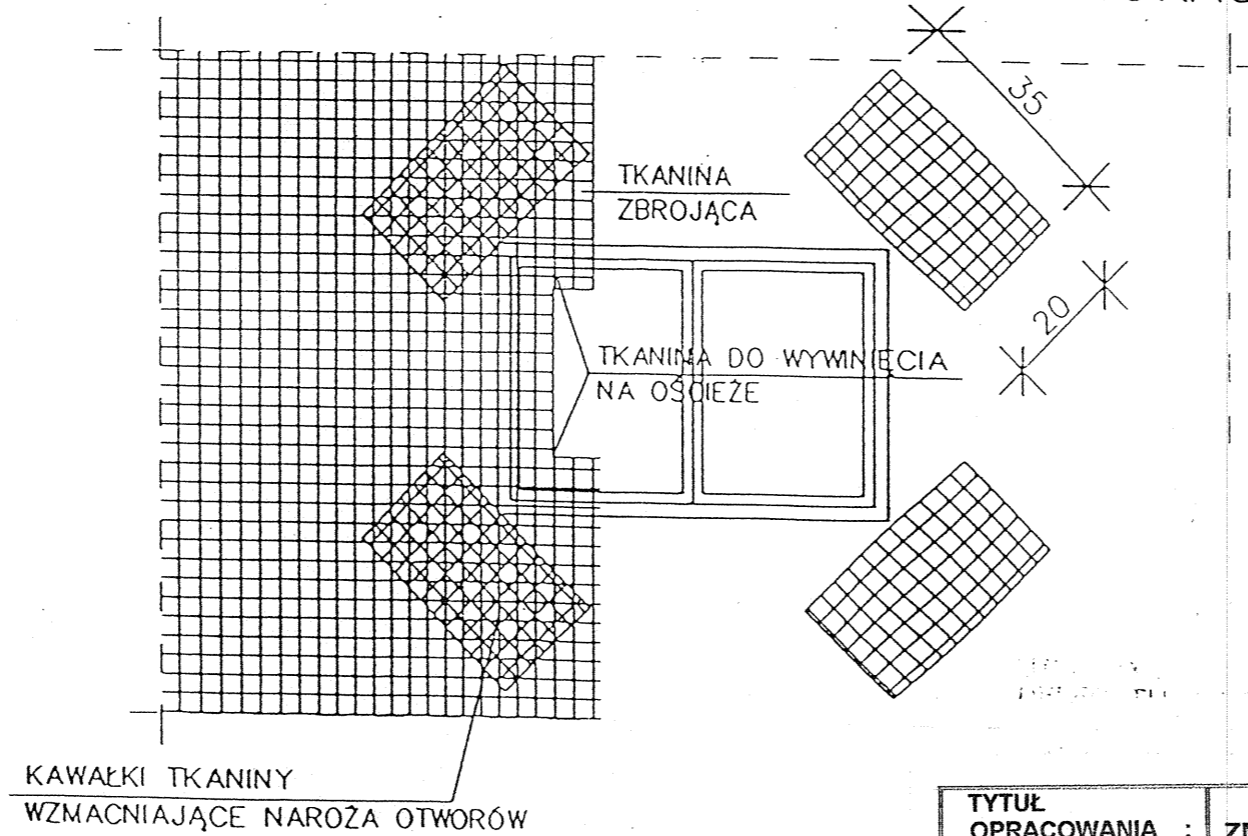 35
TKANINA
ZBROJĄCA
20
TKANINA DO WYWINIĘCIA
NA OŚCIEŻE
KAWAŁKI TKANINY
WZMACNIAJĄCE NAROŻA OTWORÓW
TYTUŁ
OPRACOWANIA :